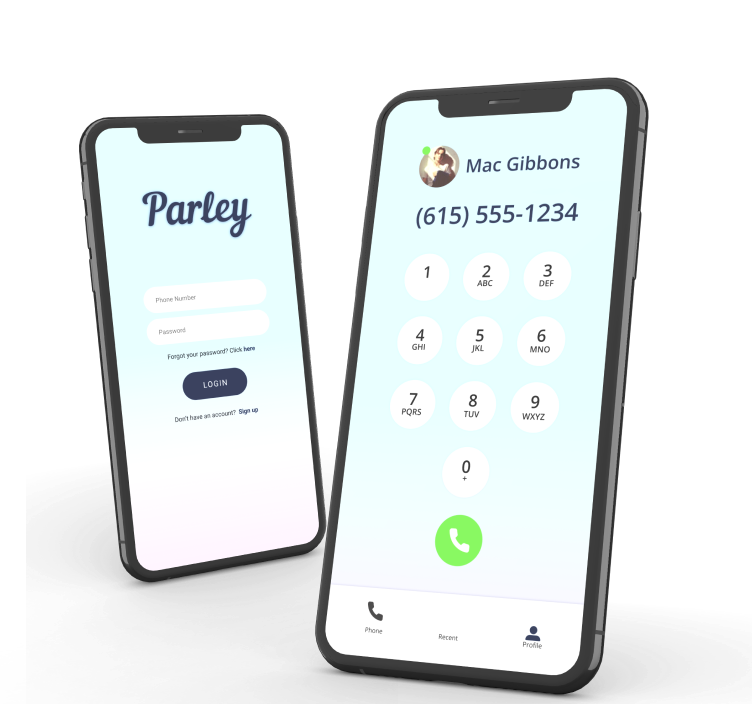 Parley
Phone Number
Password
Forgot your password? Click here
LOGIN
Don't have an account? Sign up
Mac Gibbons
(615) 555-1234
1
2
ABC
3
DEF
4
GHI
5
JKL
6
MNO
7
PQRS
8
TUV
9
WXYZ
0
+
Phone
Recent
Profile